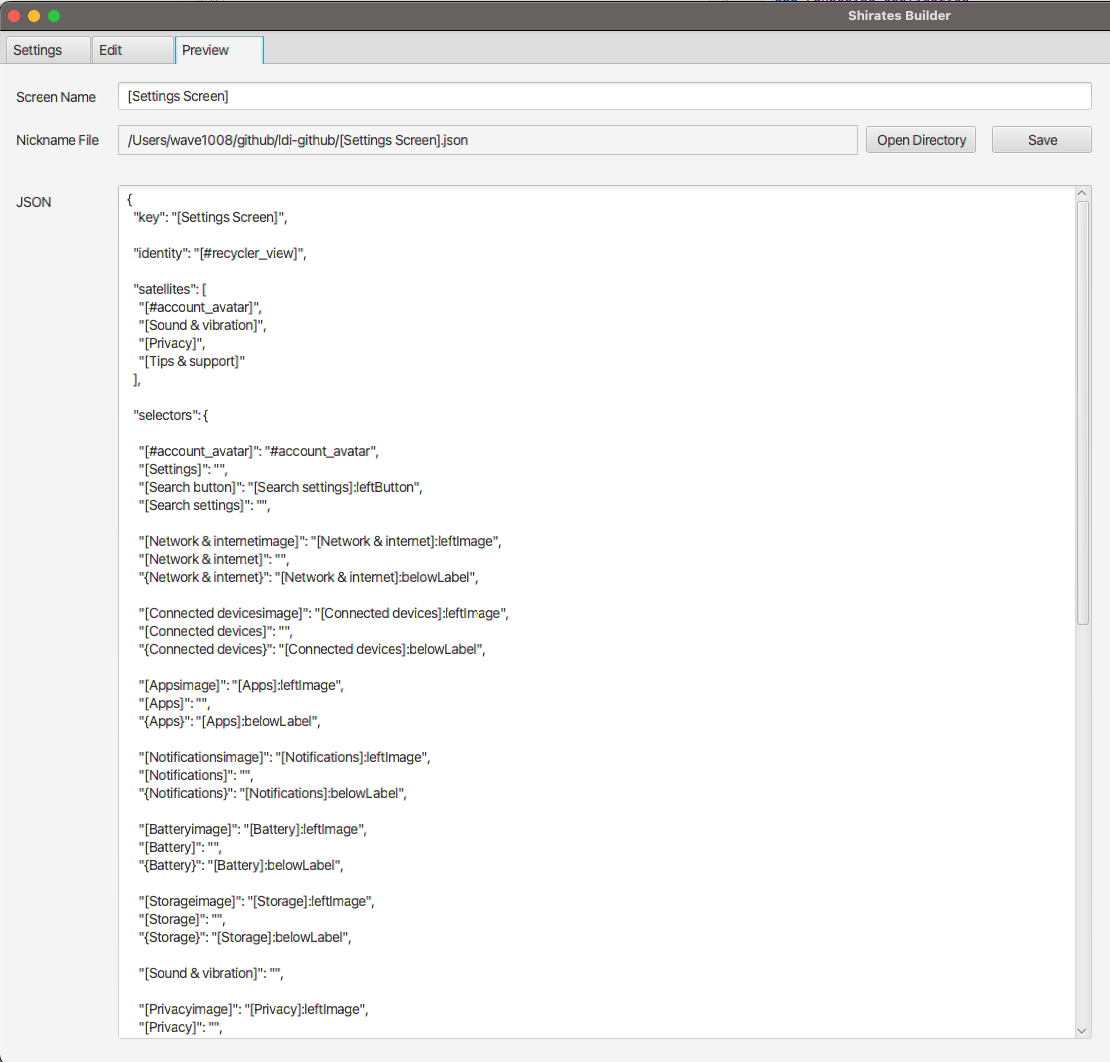 Shirates Builder
Settings Edit Preview
Screen Name [Settings Screen]
Nickname File /Users/wave1008/github/ldi-github/[Settings Screen].json Open Directory Save
JSON
{
"key": "[Settings Screen]",
"identity": "[#recycler_view]",
"satellites": [
"[#account_avatar]",
"[Sound & vibration]",
"[Privacy]",
"[Tips & support]"
],
"selectors": {
"[#account_avatar]": "#account_avatar",
"[Settings]": "",
"[Search button]": "[Search settings]:leftButton",
"[Search settings]": "",
"[Network & internetimage]": "[Network & internet]:leftImage",
"[Network & internet]": "",
"{Network & internet}": "[Network & internet]:belowLabel",
"[Connected devicesimage]": "[Connected devices]:leftImage",
"[Connected devices]": "",
"{Connected devices}": "[Connected devices]:belowLabel",
"[Appsimage]": "[Apps]:leftImage",
"[Apps]": "",
"{Apps}": "[Apps]:belowLabel",
"[Notificationsimage]": "[Notifications]:leftImage",
"[Notifications]": "",
"{Notifications}": "[Notifications]:belowLabel",
"[Batteryimage]": "[Battery]:leftImage",
"[Battery]": "",
"{Battery}": "[Battery]:belowLabel",
"[Storageimage]": "[Storage]:leftImage",
"[Storage]": "",
"{Storage}": "[Storage]:belowLabel",
"[Sound & vibration]": "",
"[Privacyimage]": "[Privacy]:leftImage",
"[Privacy]": "",